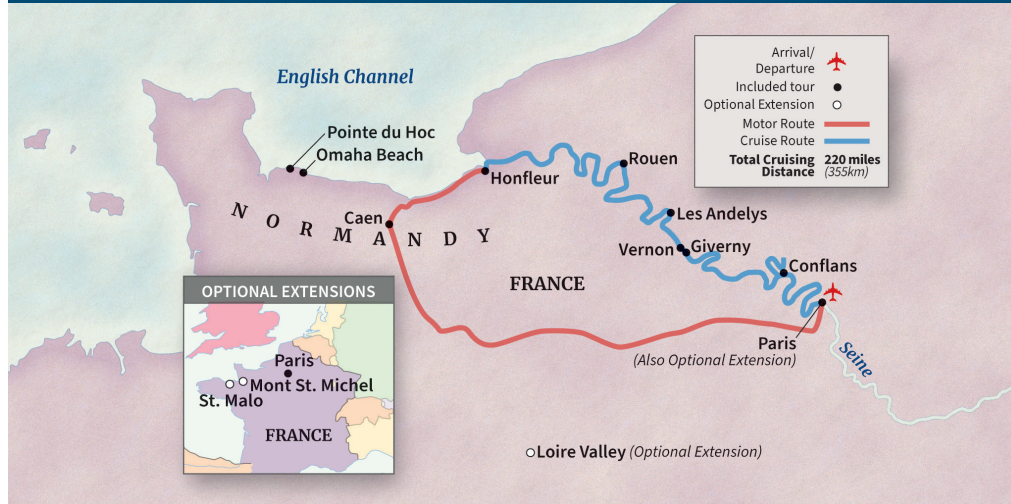 English Channel
Arrival/
Departure
Included tour
Optional Extension
Motor Route
Cruise Route
Total Cruising Distance
220 miles
(355km)
Pointe du Hoc
Omaha Beach
Rouen
Honfleur
Caen
NORMANDY
Les Andelys
Vernon
Giverny
Conflans
FRANCE
Paris
(Also Optional Extension)
Seine
Loire Valley (Optional Extension)
OPTIONAL EXTENSIONS
Paris
Mont St. Michel
St. Malo
FRANCE